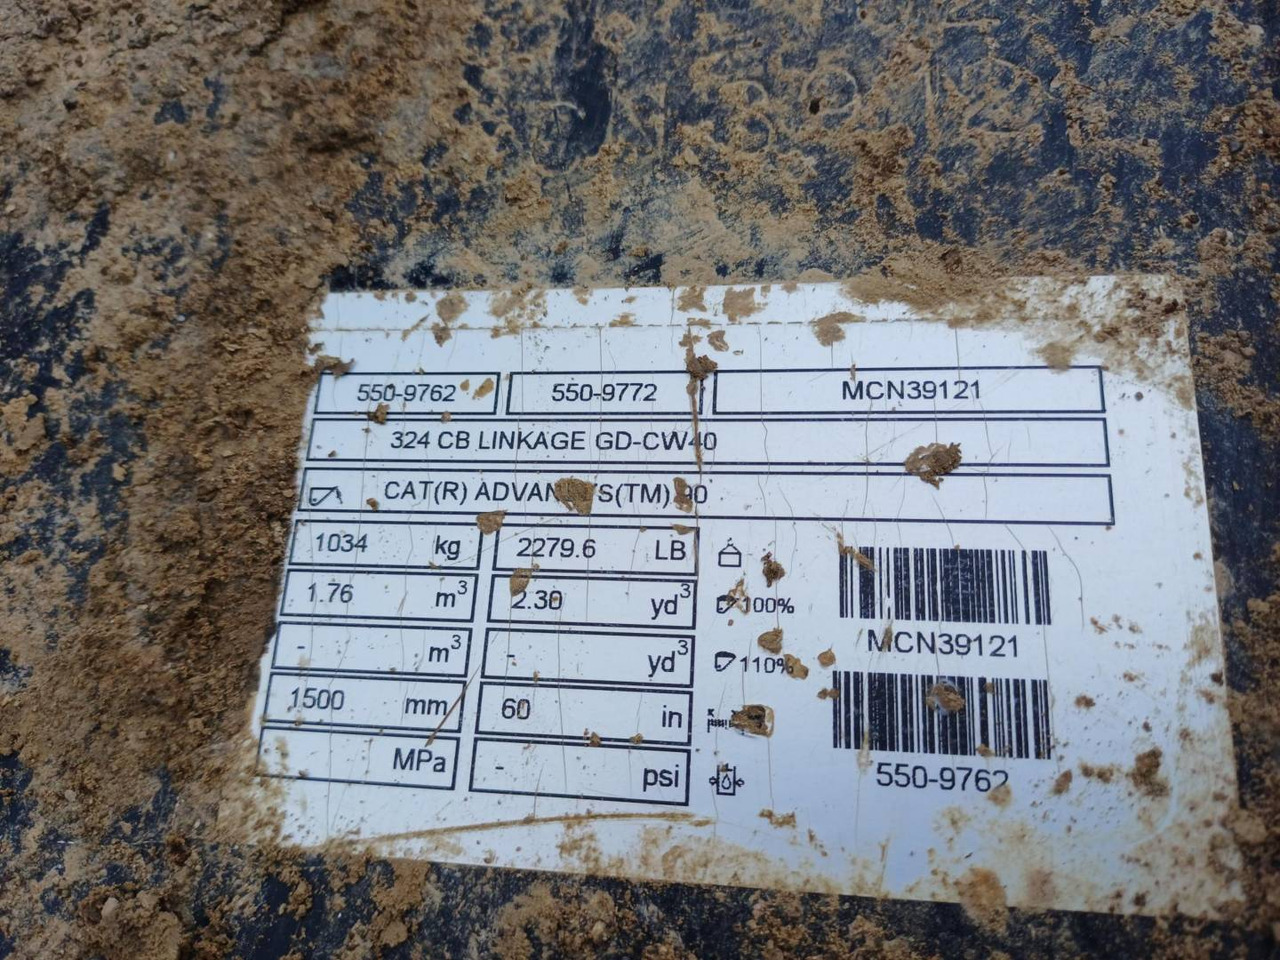 550-9762 550-9772 MCN39121
324 CB LINKAGE GD-CW40
CAT(R)
1034 kg 2279.6 LB
1.76 m³ 2.30 yd³ 100%
- m³ - yd³ 110%
1500 mm 60 in
MPa - psi
MCN39121
550-9762